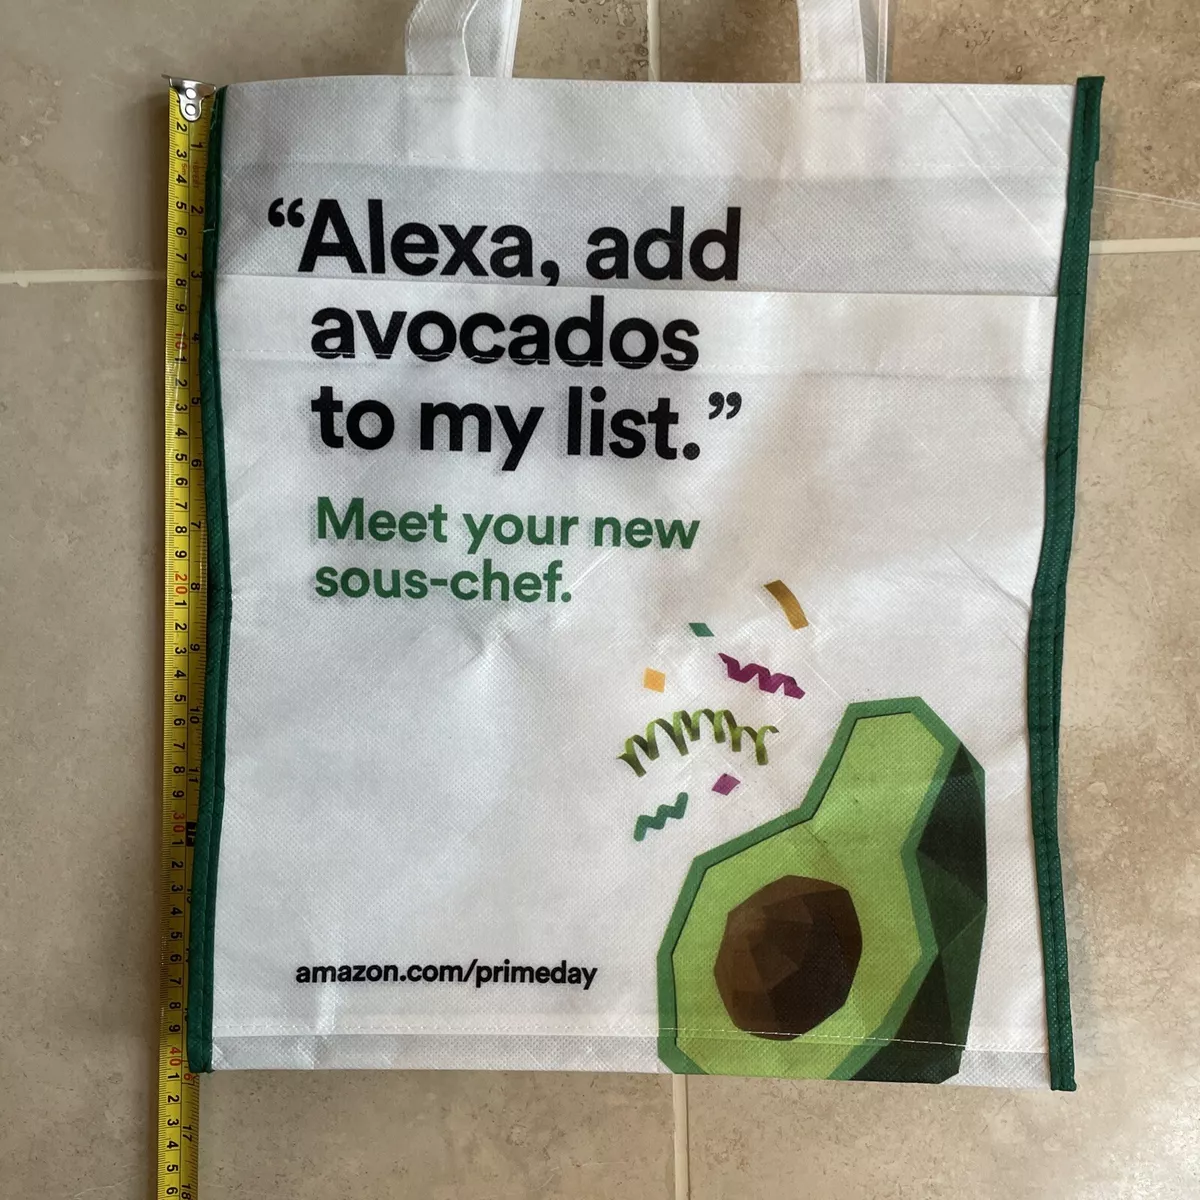 “Alexa, add
avocados
to my list.”
Meet your new
sous-chef.
amazon.com/primeday